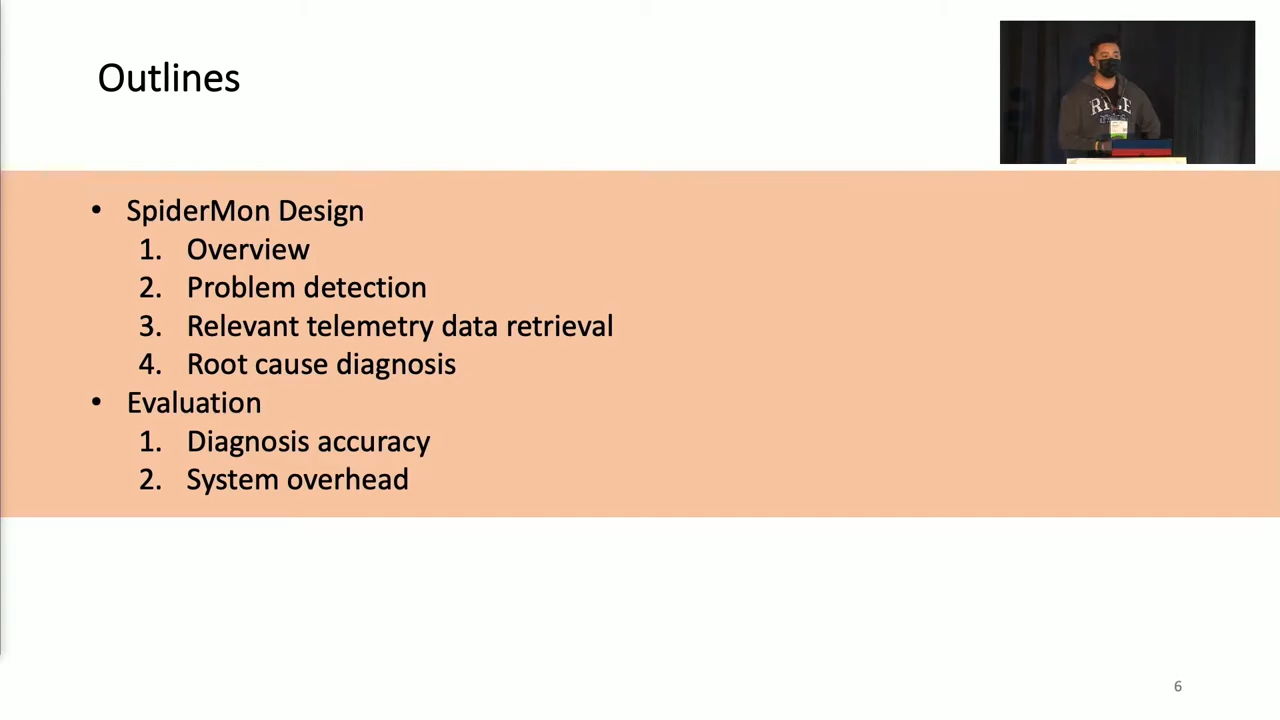 Outlines
• SpiderMon Design
1. Overview
2. Problem detection
3. Relevant telemetry data retrieval
4. Root cause diagnosis
• Evaluation
1. Diagnosis accuracy
2. System overhead
RICE
6